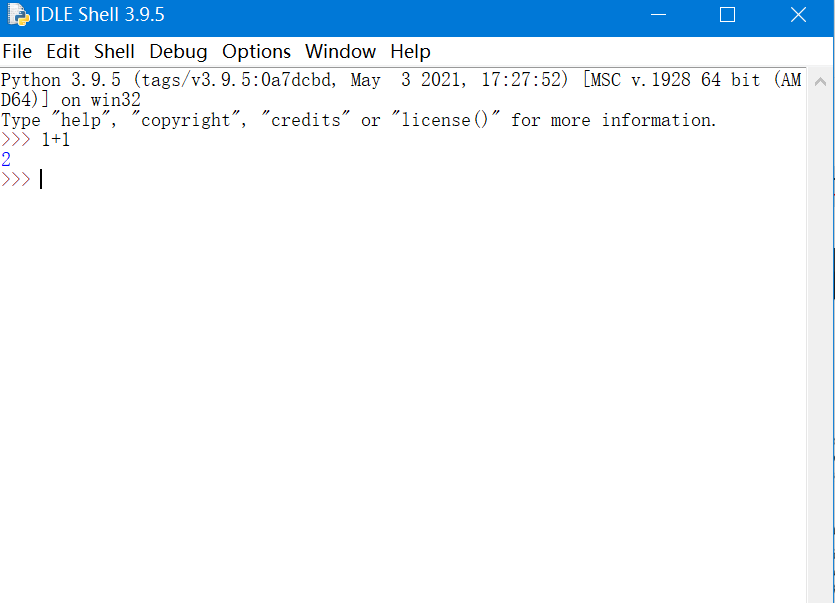 IDLE Shell 3.9.5
File Edit Shell Debug Options Window Help
Python 3.9.5 (tags/v3.9.5:0a7dcbd, May  3 2021, 17:27:52) [MSC v.1928 64 bit (AM
D64)] on win32
Type "help", "copyright", "credits" or "license()" for more information.
>>> 1+1
2
>>>